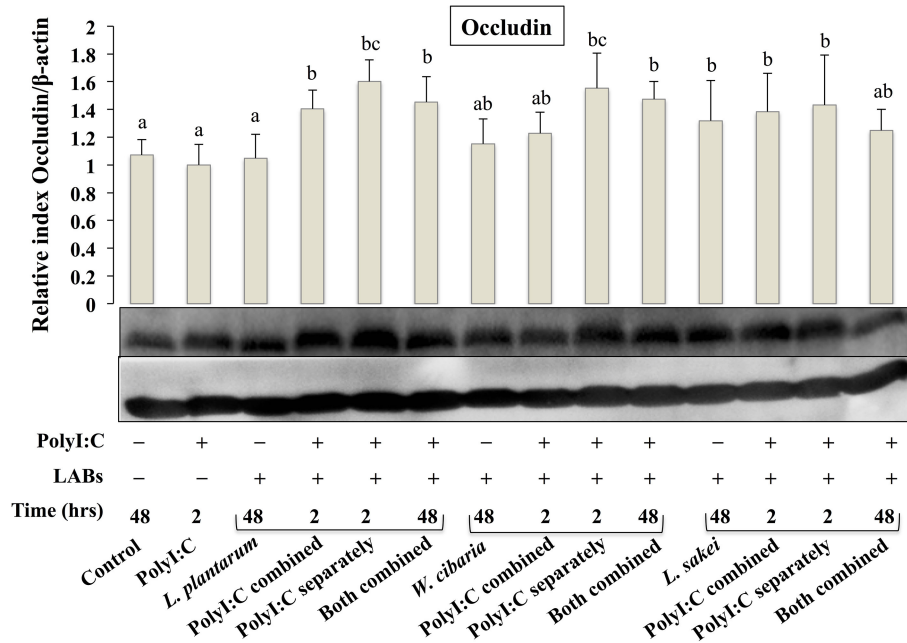 Occludin
Relative index Occludin/β-actin
2
1.8
1.6
1.4
1.2
1
0.8
0.6
0.4
0.2
0
a a a b bc b ab ab bc b b b b ab
PolyI:C − + − + + + − + + + − + + +
LABs − − + + + + + + + + + + + +
Time (hrs) 48 2 48 2 2 48 48 2 2 48 48 2 2 48
Control
PolyI:C
L. plantarum
PolyI:C combined
PolyI:C separately
Both combined
W. cibaria
PolyI:C combined
PolyI:C separately
Both combined
L. sakei
PolyI:C combined
PolyI:C separately
Both combined